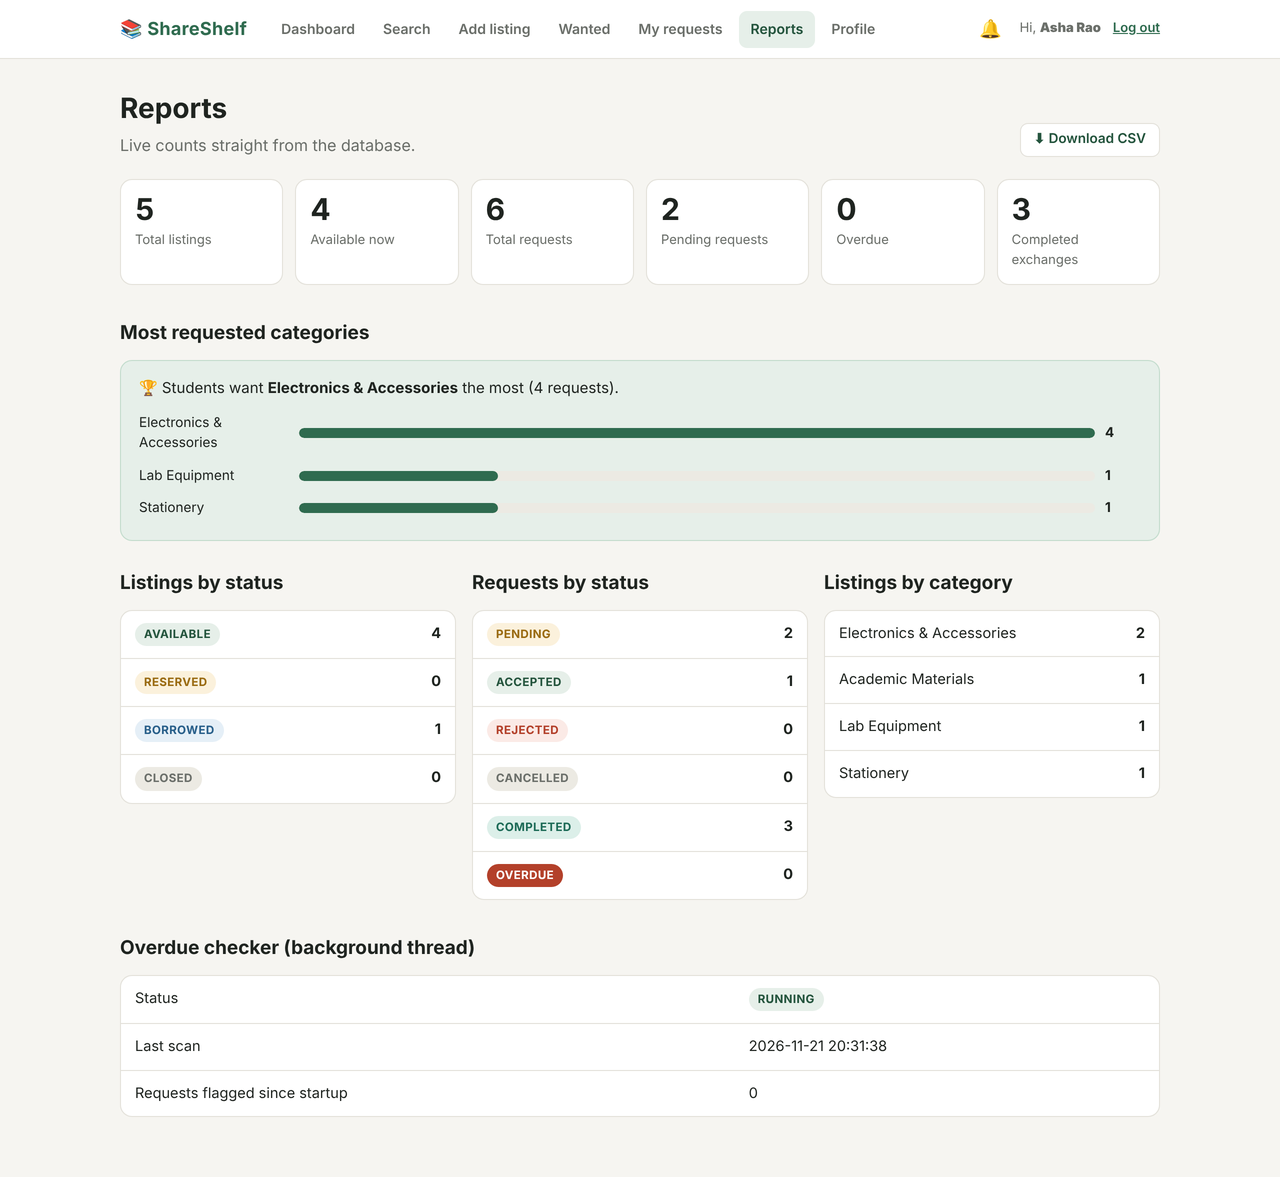 📚 ShareShelf Dashboard Search Add listing Wanted My requests Reports Profile 🔔 Hi, Asha Rao Log out
Reports
Live counts straight from the database.
⬇ Download CSV
5
Total listings
4
Available now
6
Total requests
2
Pending requests
0
Overdue
3
Completed
exchanges
Most requested categories
🏆 Students want Electronics & Accessories the most (4 requests).
Electronics &
Accessories
4
Lab Equipment 1
Stationery 1
Listings by status
AVAILABLE 4
RESERVED 0
BORROWED 1
CLOSED 0
Requests by status
PENDING 2
ACCEPTED 1
REJECTED 0
CANCELLED 0
COMPLETED 3
OVERDUE 0
Listings by category
Electronics & Accessories 2
Academic Materials 1
Lab Equipment 1
Stationery 1
Overdue checker (background thread)
Status RUNNING
Last scan 2026-11-21 20:31:38
Requests flagged since startup 0